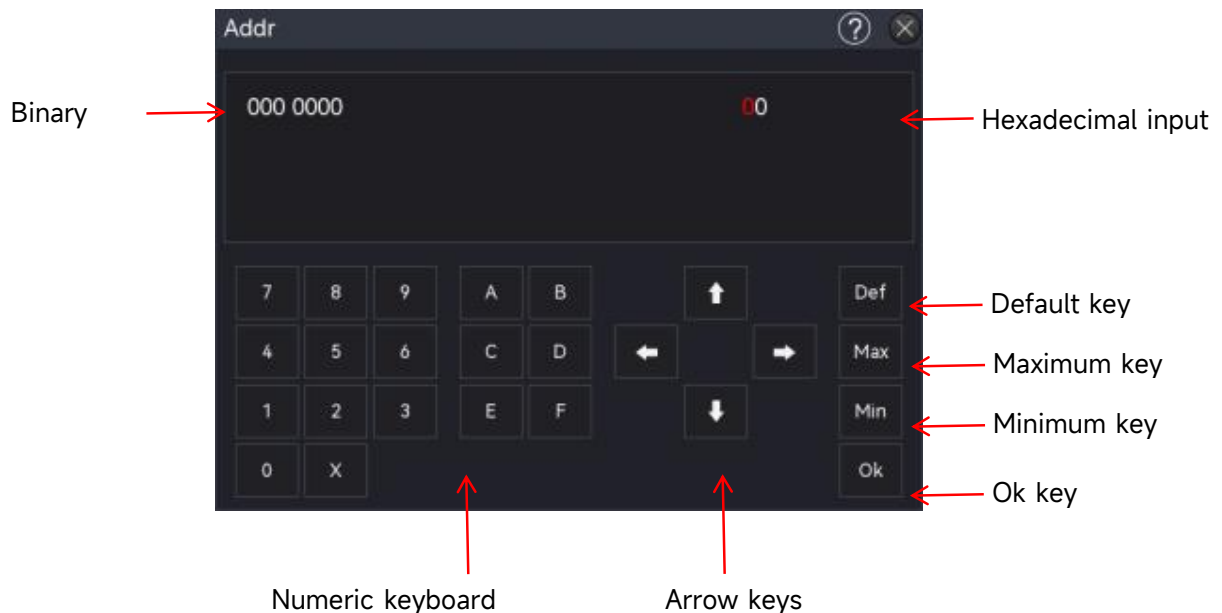 Addr ?
Binary 000 0000 00 Hexadecimal input
7 8 9 A B Def Default key
4 5 6 C D Max Maximum key
1 2 3 E F Min Minimum key
0 X Ok Ok key
Numeric keyboard Arrow keys